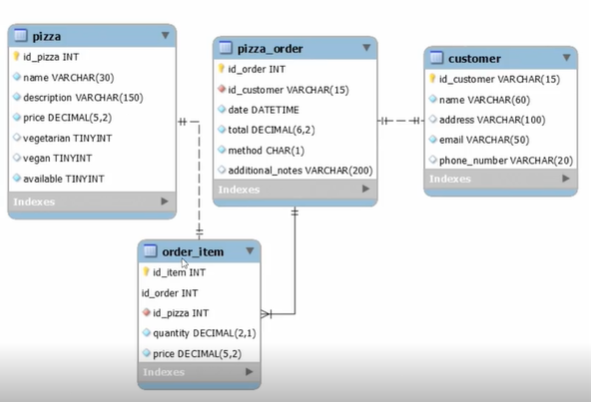 pizza
id_pizza INT
name VARCHAR(30)
description VARCHAR(150)
price DECIMAL(5,2)
vegetarian TINYINT
vegan TINYINT
available TINYINT
Indexes
pizza_order
id_order INT
id_customer VARCHAR(15)
date DATETIME
total DECIMAL(6,2)
method CHAR(1)
additional_notes VARCHAR(200)
Indexes
customer
id_customer VARCHAR(15)
name VARCHAR(60)
address VARCHAR(100)
email VARCHAR(50)
phone_number VARCHAR(20)
Indexes
order_item
id_item INT
id_order INT
id_pizza INT
quantity DECIMAL(2,1)
price DECIMAL(5,2)
Indexes